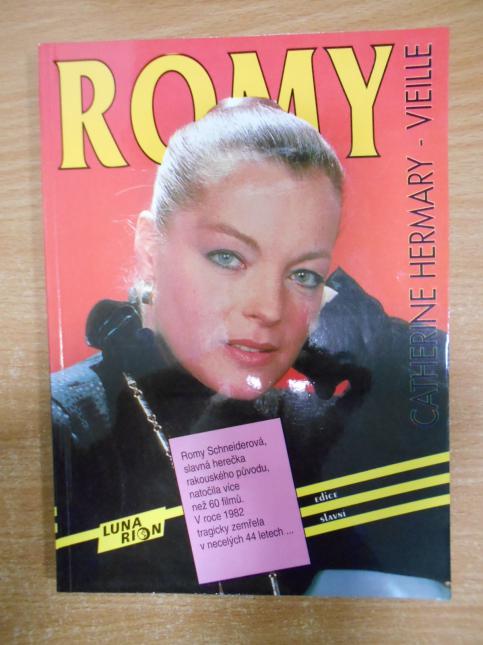 ROMY
CATHERINE HERMARY - VIEILLE
Romy Schneiderová,
slavná herečka
rakouského původu,
natočila více
než 60 filmů.
V roce 1982
tragicky zemřela
v necelých 44 letech ...
LUNA
RION
edice
slavní